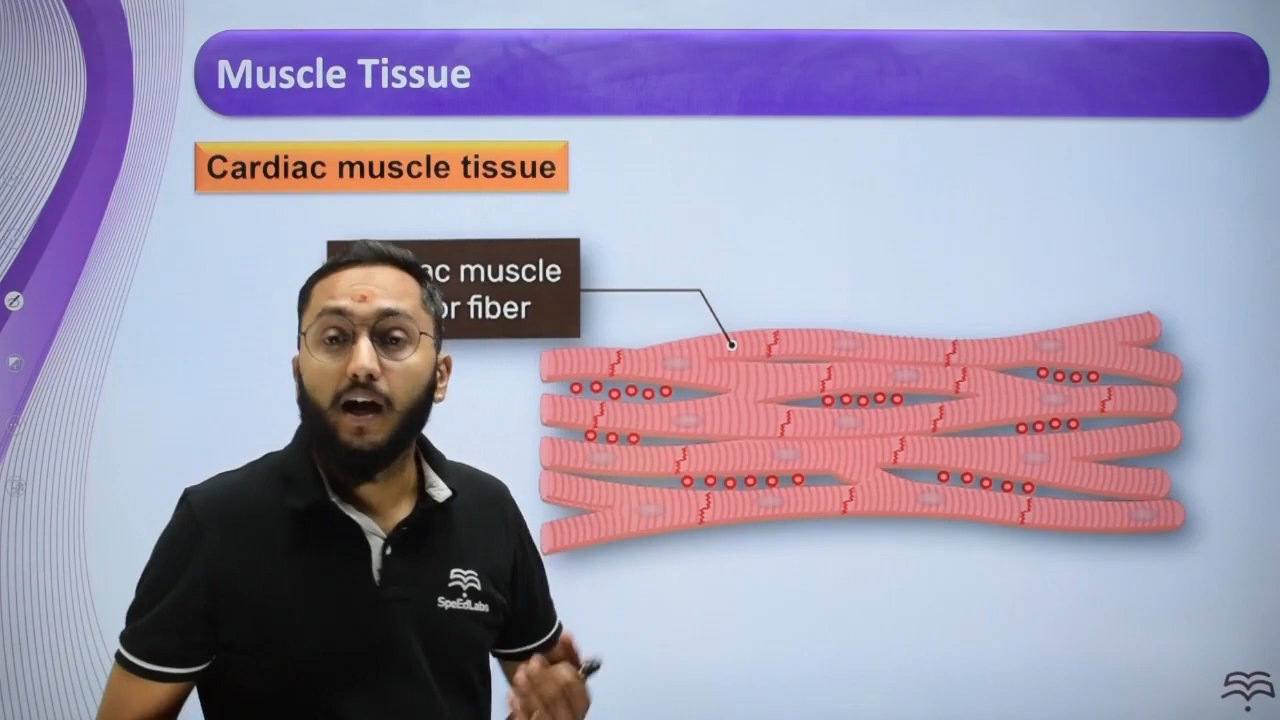 Muscle Tissue
Cardiac muscle tissue
ac muscle
or fiber
SpeEdLabs